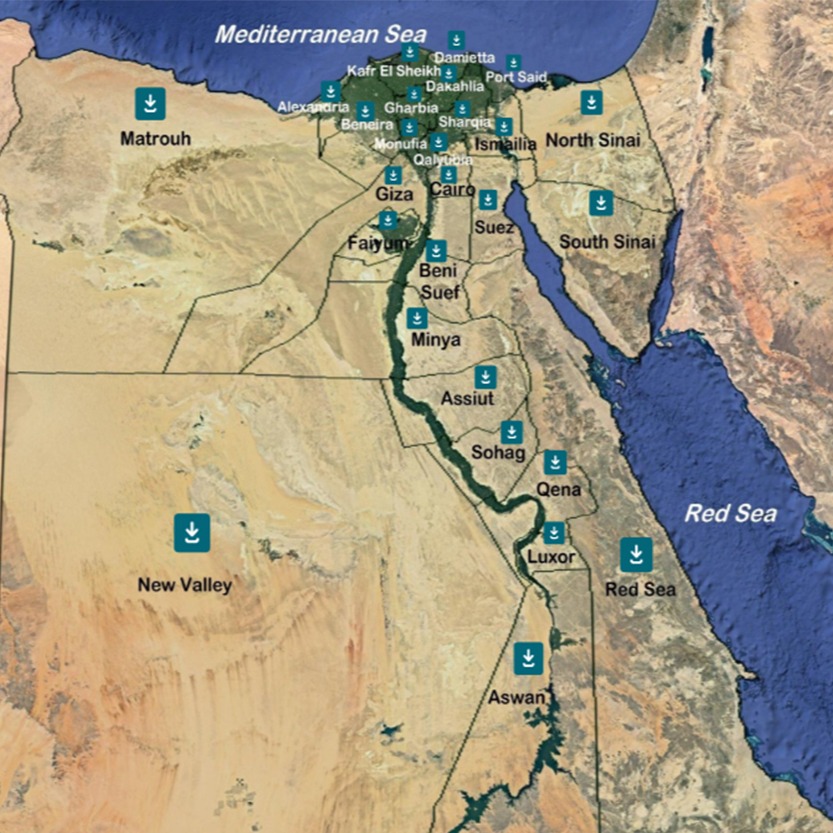 Mediterranean Sea
Damietta
Kafr El Sheikh
Port Said
Dakahlia
Alexandria
Gharbia
Sharqia
Beheira
Monufia
Ismailia
North Sinai
Matrouh
Qalyubia
Giza
Cairo
Suez
South Sinai
Faiyum
Beni
Suef
Minya
Assiut
Sohag
Qena
Red Sea
Luxor
New Valley
Red Sea
Aswan